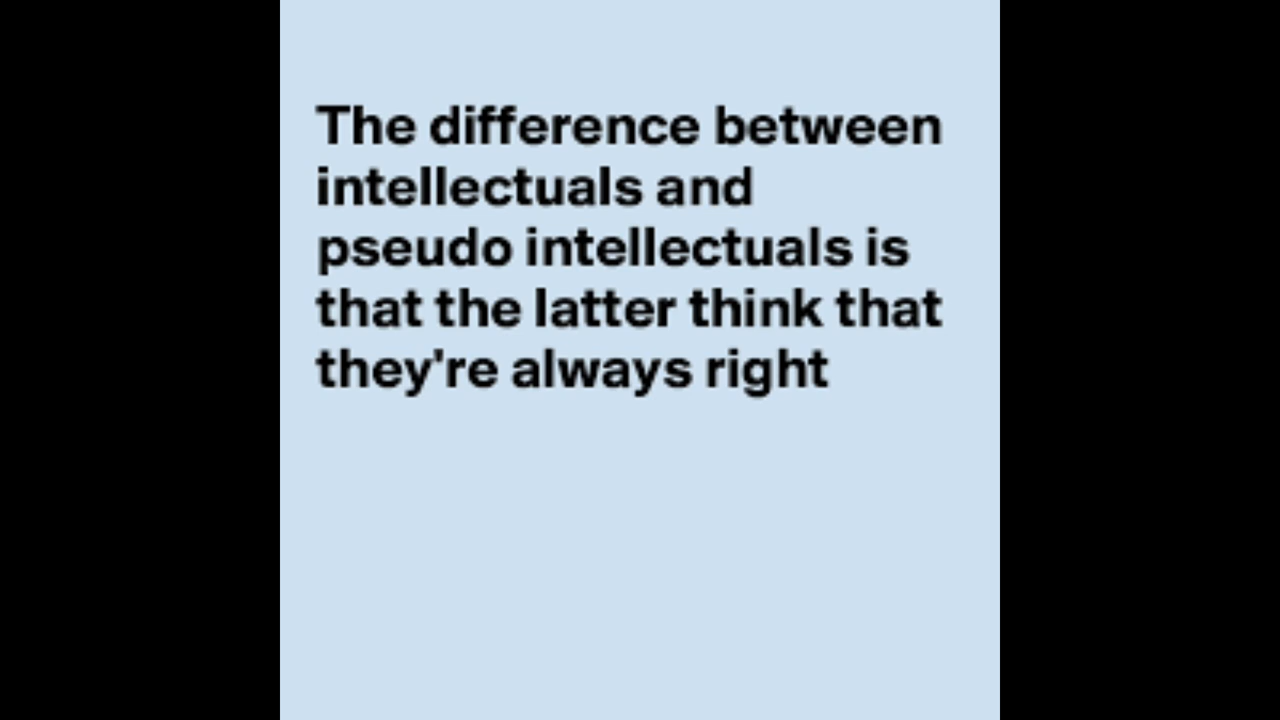 The difference between
intellectuals and
pseudo intellectuals is
that the latter think that
they're always right